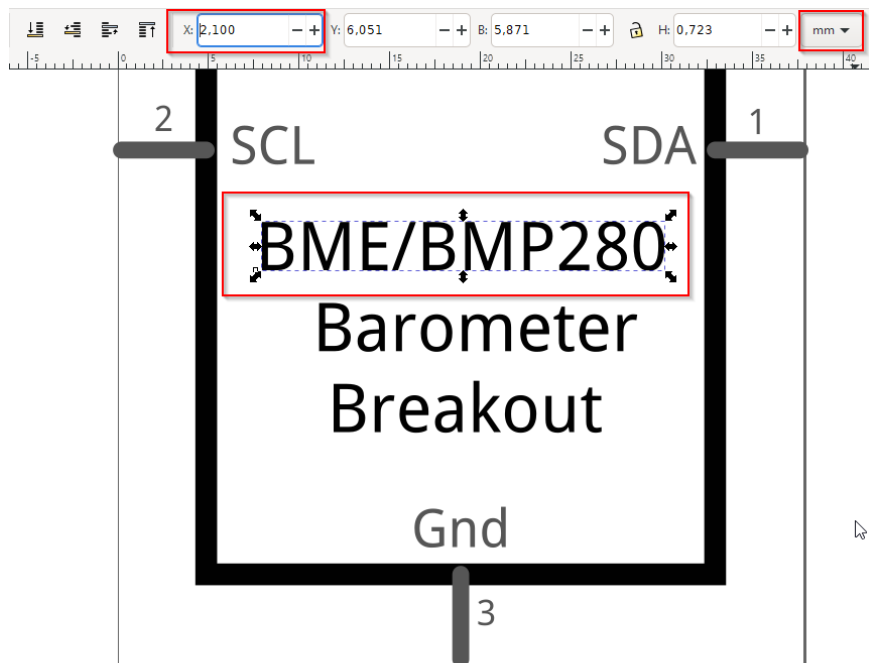 X: 2,100 Y: 6,051 B: 5,871 H: 0,723 mm
-5 0 5 10 15 20 25 30 35 40
2 1
SCL SDA
BME/BMP280
Barometer
Breakout
Gnd
3